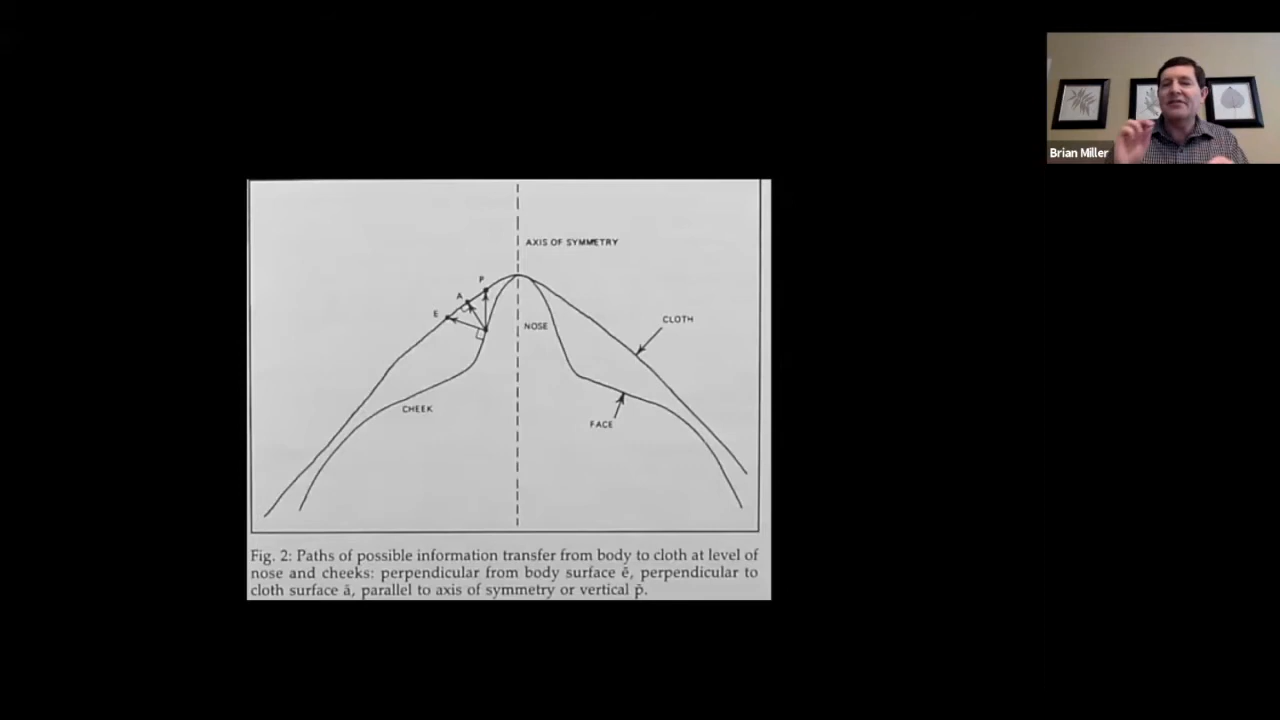 Brian Miller
AXIS OF SYMMETRY
P
A
E
NOSE
CLOTH
CHEEK
FACE
Fig. 2: Paths of possible information transfer from body to cloth at level of
nose and cheeks: perpendicular from body surface ē, perpendicular to
cloth surface ā, parallel to axis of symmetry or vertical p̄.